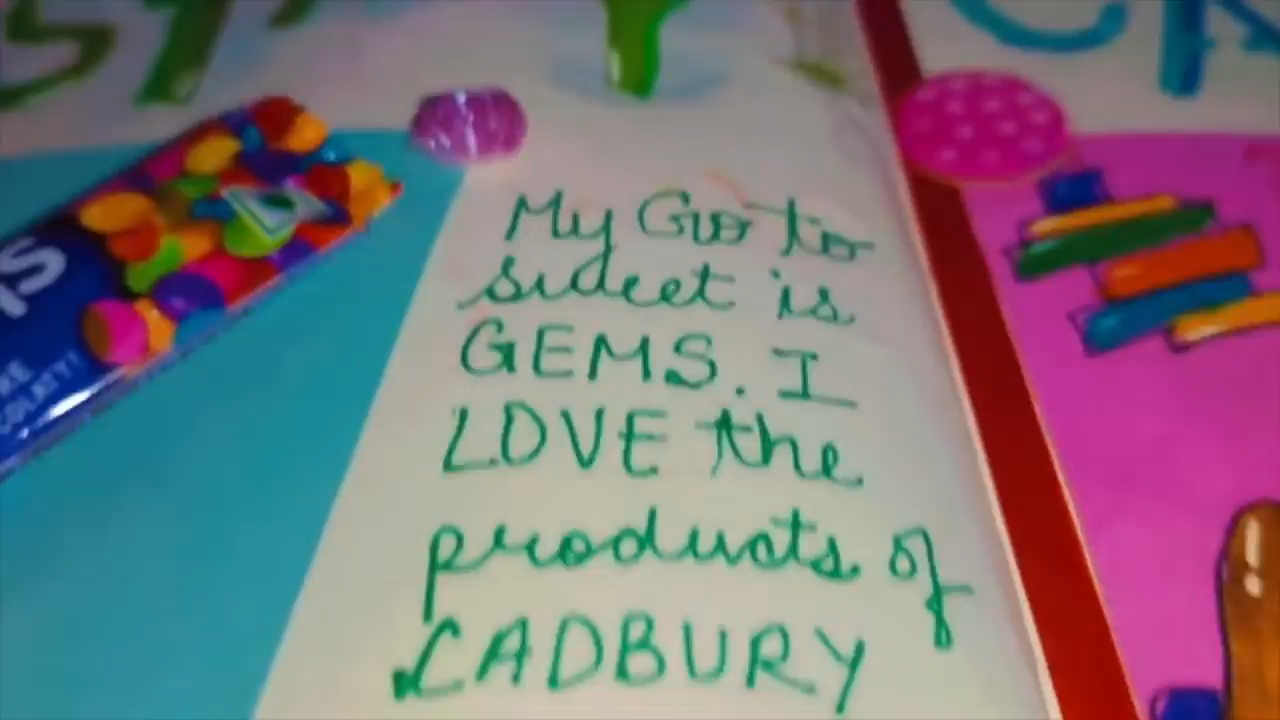 My Go to
sweet is
GEMS. I
LOVE the
products of
CADBURY